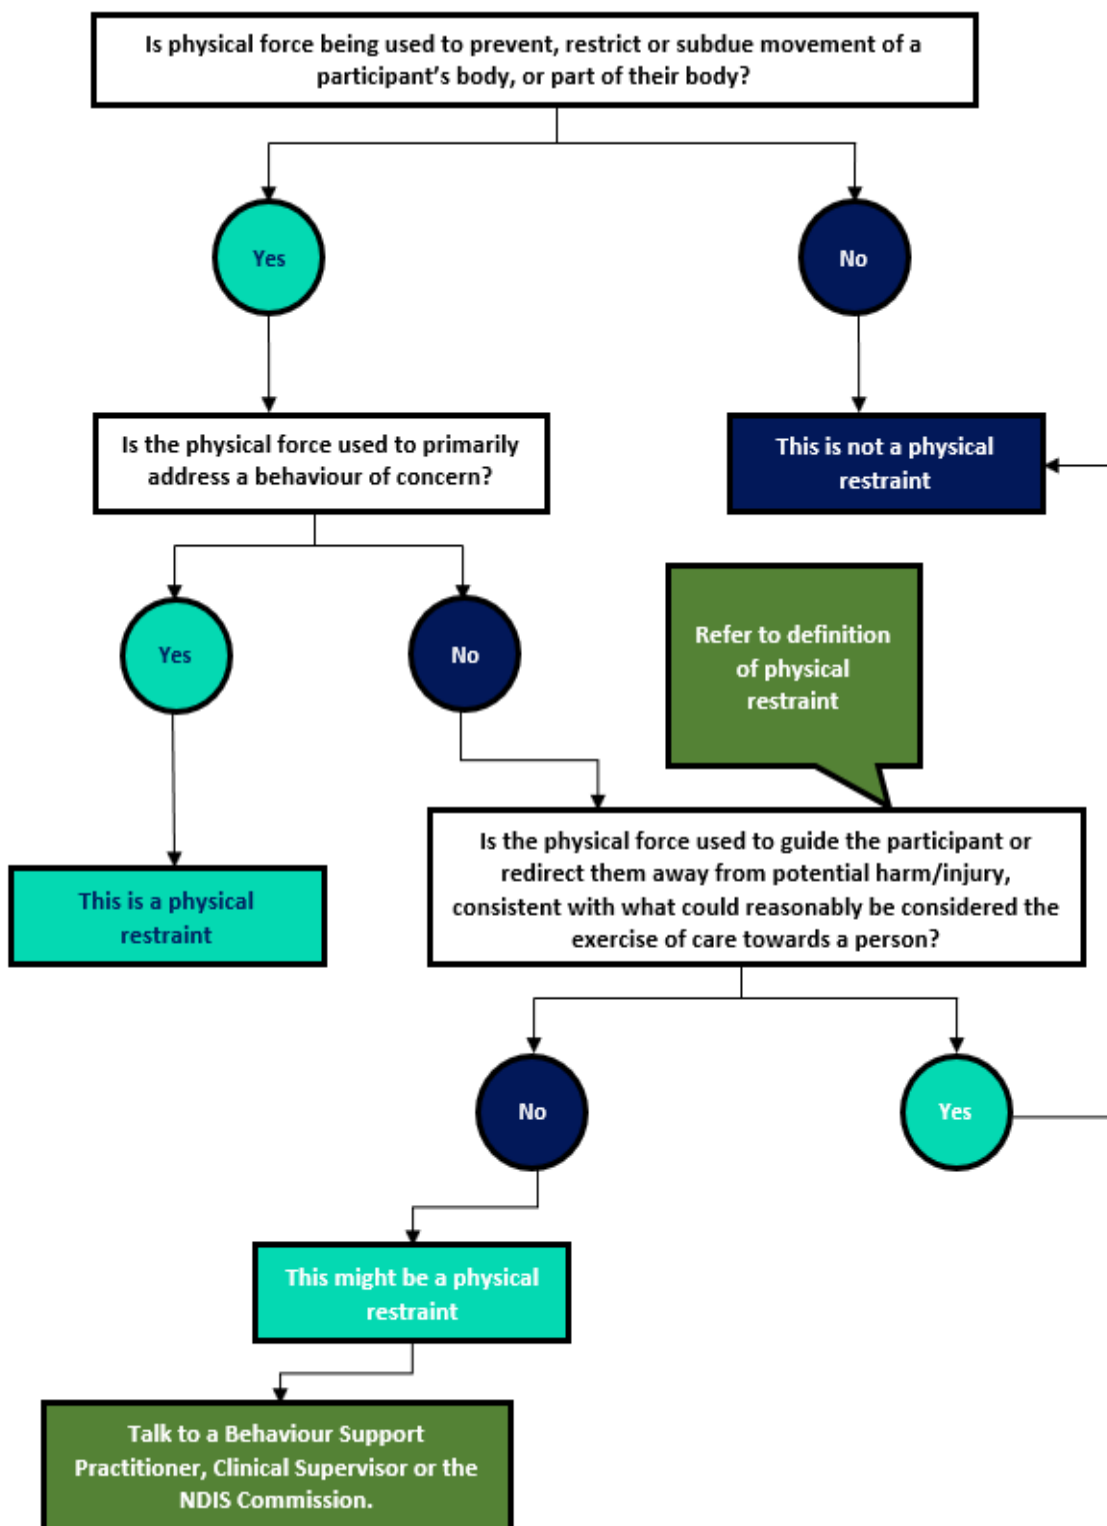 Is physical force being used to prevent, restrict or subdue movement of a
participant's body, or part of their body?
Yes
No
Is the physical force used to primarily
address a behaviour of concern?
This is not a physical
restraint
Yes
No
Refer to definition
of physical
restraint
Is the physical force used to guide the participant or
redirect them away from potential harm/injury,
consistent with what could reasonably be considered the
exercise of care towards a person?
This is a physical
restraint
No
Yes
This might be a physical
restraint
Talk to a Behaviour Support
Practitioner, Clinical Supervisor or the
NDIS Commission.